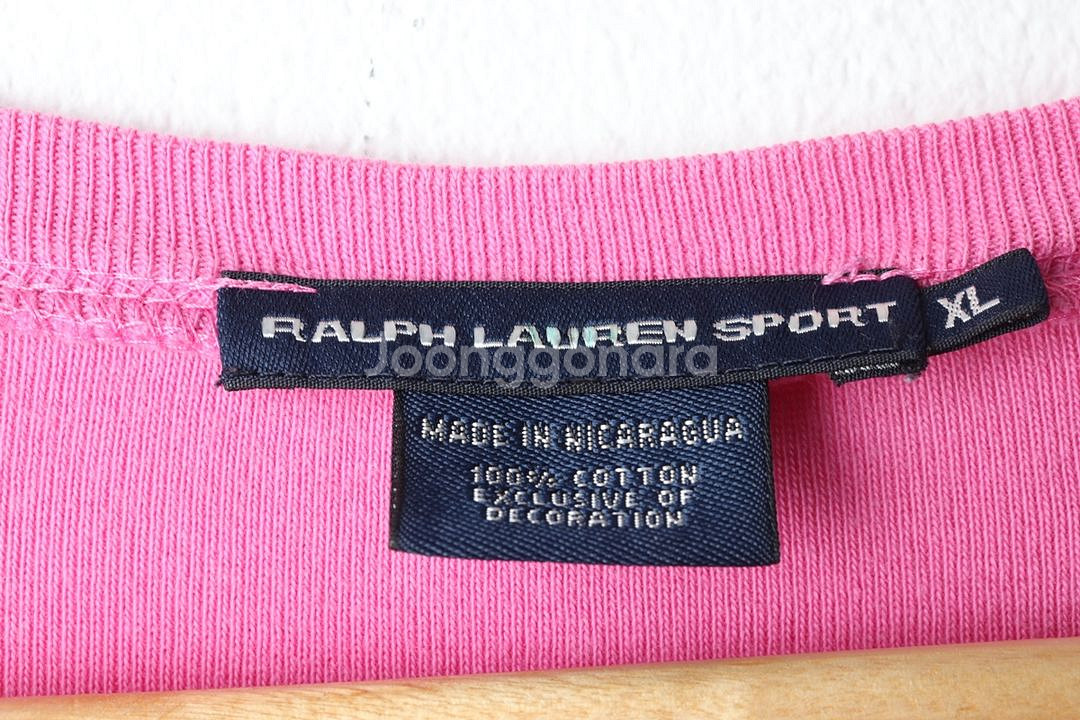 RALPH LAUREN SPORT
XL
Joonggonara
MADE IN NICARAGUA
100% COTTON
EXCLUSIVE OF
DECORATION